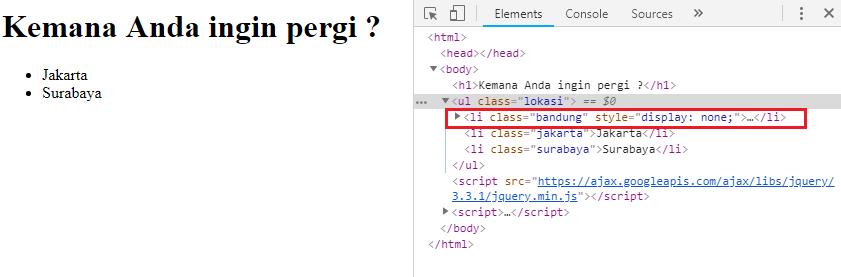 Kemana Anda ingin pergi ?
Jakarta
Surabaya
Elements Console Sources
<html>
<head></head>
<body>
<h1>Kemana Anda ingin pergi ?</h1>
<ul class="lokasi"> == $0
<li class="bandung" style="display: none;">…</li>
<li class="jakarta">Jakarta</li>
<li class="surabaya">Surabaya</li>
</ul>
<script src="https://ajax.googleapis.com/ajax/libs/jquery/
3.3.1/jquery.min.js"></script>
<script>…</script>
</body>
</html>